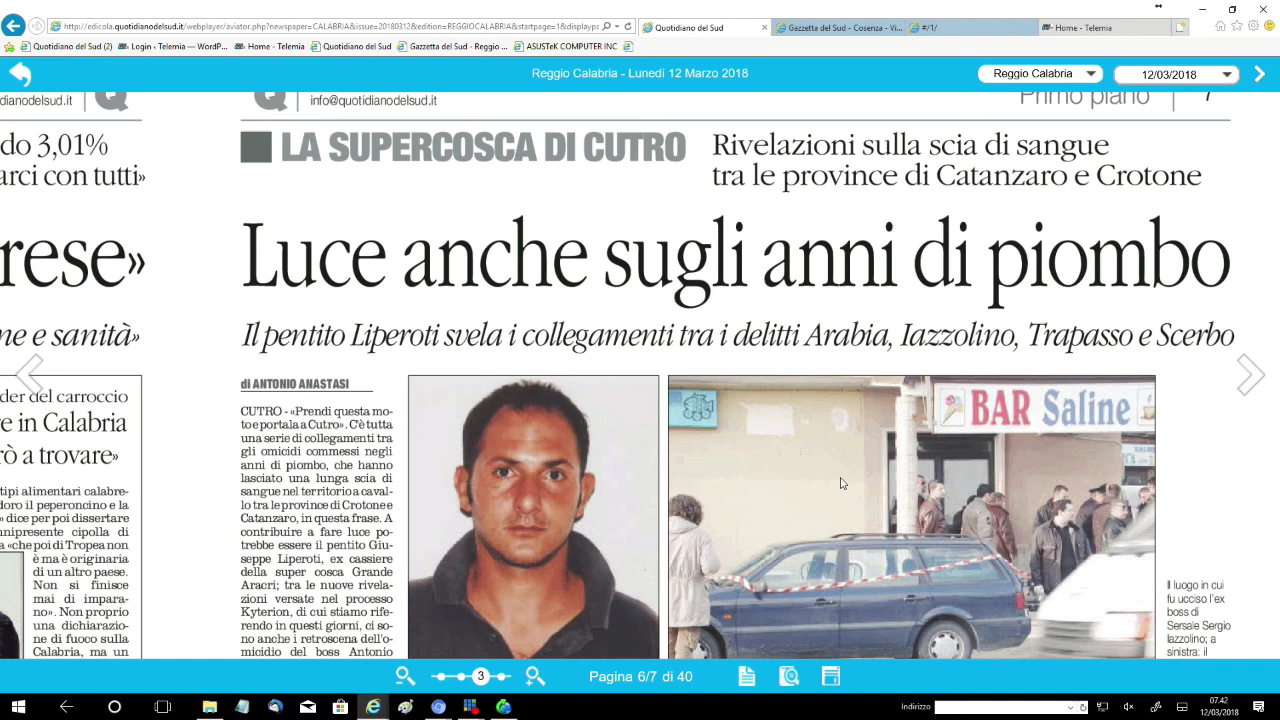 http://edicola.quotidianodelsud.it/webplayer/aviator.php?newspaper=CALABRIA&issue=20180312&edition=REGGIOCALABRIA&startpage=1&displaypa
Quotidiano del Sud
Gazzetta del Sud - Cosenza - Vi...
#/1/
Home - Telemia
Quotidiano del Sud (2)
Login ‹ Telemia — WordP...
Home - Telemia
Quotidiano del Sud
Gazzetta del Sud - Reggio ...
ASUSTeK COMPUTER INC
Reggio Calabria - Lunedì 12 Marzo 2018
Reggio Calabria
12/03/2018
dianodelsud.it
info@quotidianodelsud.it
Primo piano
7
do 3,01%
arci con tutti»
LA SUPERCOSCA DI CUTRO
Rivelazioni sulla scia di sangue
tra le province di Catanzaro e Crotone
rese»
Luce anche sugli anni di piombo
ne e sanità»
Il pentito Liperoti svela i collegamenti tra i delitti Arabia, Iazzolino, Trapasso e Scerbo
der del carroccio
e in Calabria
rò a trovare»
tipi alimentari calabre-
doro il peperoncino e la
» dice per poi dissertare
nnipresente cipolla di
a «che poi di Tropea non
è ma è originaria
di un altro paese.
Non si finisce
mai di impara-
no». Non proprio
una dichiarazio-
ne di fuoco sulla
Calabria, ma un
di ANTONIO ANASTASI
CUTRO - «Prendi questa mo-
to e portala a Cutro». C'è tutta
una serie di collegamenti tra
gli omicidi commessi negli
anni di piombo, che hanno
lasciato una lunga scia di
sangue nel territorio a caval-
lo tra le province di Crotone e
Catanzaro, in questa frase. A
contribuire a fare luce po-
trebbe essere il pentito Giu-
seppe Liperoti, ex cassiere
della super cosca Grande
Aracri; tra le nuove rivela-
zioni versate nel processo
Kyterion, di cui stiamo rife-
rendo in questi giorni, ci so-
no anche i retroscena dell'o-
micidio del boss Antonio
BAR Saline
Il luogo in cui
fu ucciso l'ex
boss di
Sersale Sergio
Iazzolino; a
sinistra: il
3
Pagina 6/7 di 40
Indirizzo
07.42
12/03/2018